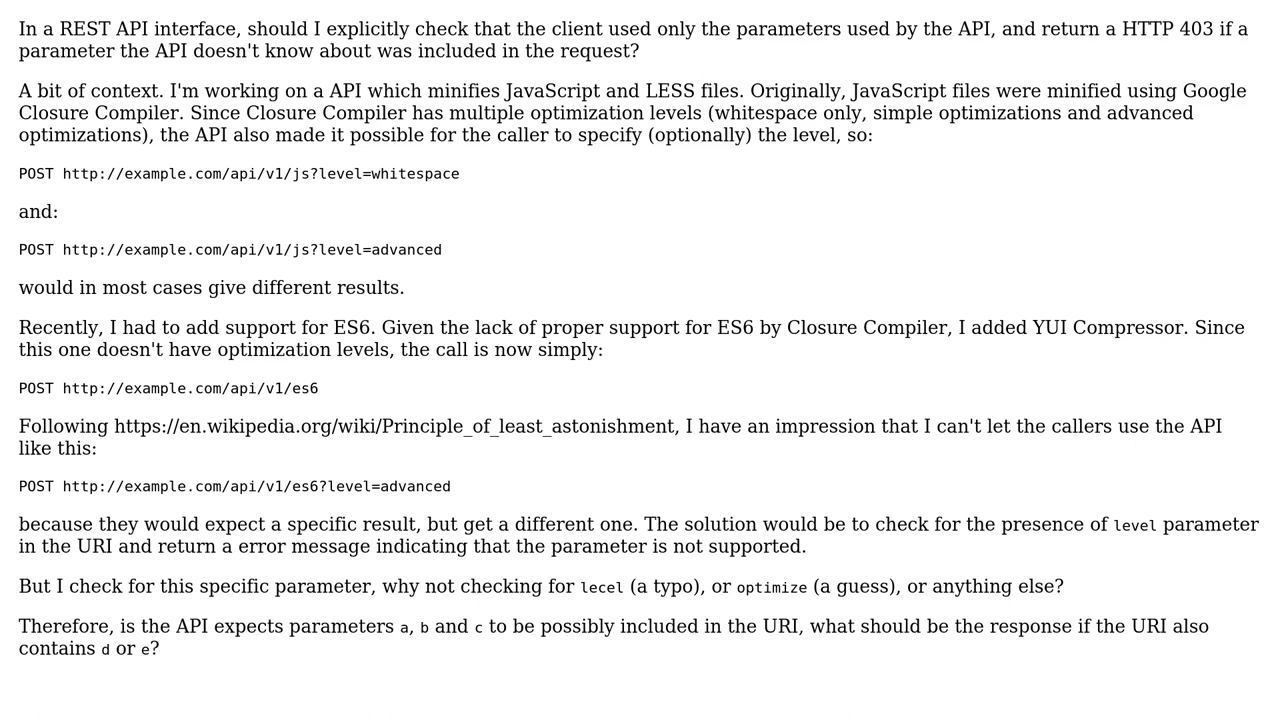 In a REST API interface, should I explicitly check that the client used only the parameters used by the API, and return a HTTP 403 if a
parameter the API doesn't know about was included in the request?
A bit of context. I'm working on a API which minifies JavaScript and LESS files. Originally, JavaScript files were minified using Google
Closure Compiler. Since Closure Compiler has multiple optimization levels (whitespace only, simple optimizations and advanced
optimizations), the API also made it possible for the caller to specify (optionally) the level, so:
POST http://example.com/api/v1/js?level=whitespace
and:
POST http://example.com/api/v1/js?level=advanced
would in most cases give different results.
Recently, I had to add support for ES6. Given the lack of proper support for ES6 by Closure Compiler, I added YUI Compressor. Since
this one doesn't have optimization levels, the call is now simply:
POST http://example.com/api/v1/es6
Following https://en.wikipedia.org/wiki/Principle_of_least_astonishment, I have an impression that I can't let the callers use the API
like this:
POST http://example.com/api/v1/es6?level=advanced
because they would expect a specific result, but get a different one. The solution would be to check for the presence of level parameter
in the URI and return a error message indicating that the parameter is not supported.
But I check for this specific parameter, why not checking for lecel (a typo), or optimize (a guess), or anything else?
Therefore, is the API expects parameters a, b and c to be possibly included in the URI, what should be the response if the URI also
contains d or e?